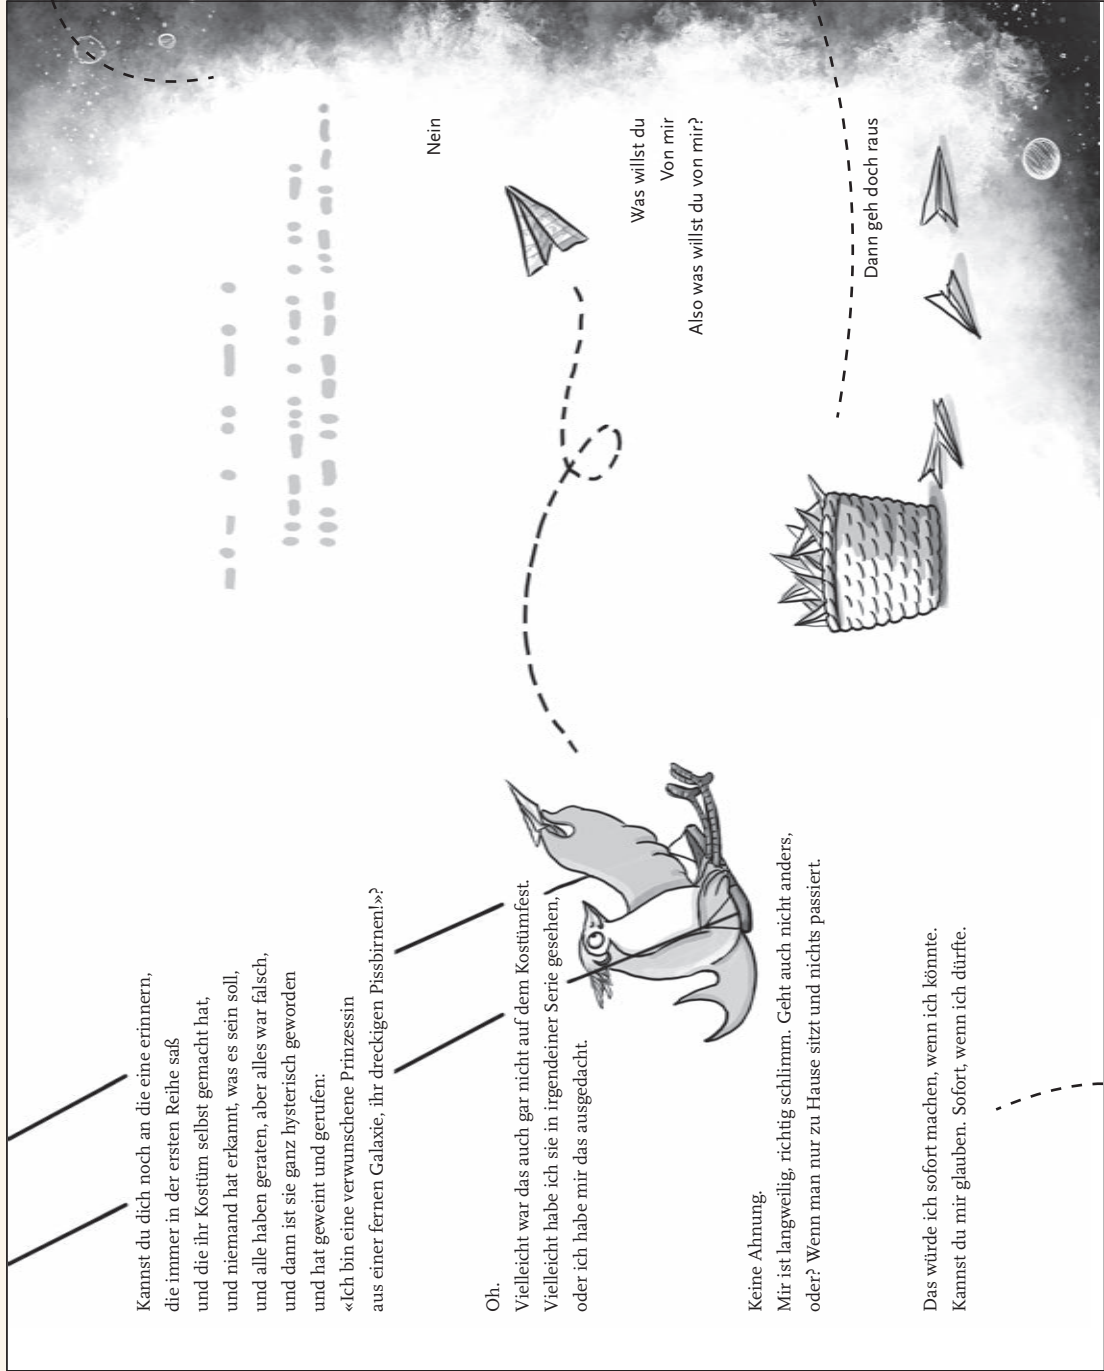 Kannst du dich noch an die eine erinnern,
die immer in der ersten Reihe saß
und die ihr Kostüm selbst gemacht hat,
und niemand hat erkannt, was es sein soll,
und alle haben geraten, aber alles war falsch,
und dann ist sie ganz hysterisch geworden
und hat geweint und gerufen:
«Ich bin eine verwunschene Prinzessin
aus einer fernen Galaxie, ihr dreckigen Pissbirnen!»?
Nein
Oh.
Vielleicht war das auch gar nicht auf dem Kostümfest.
Vielleicht habe ich sie in irgendeiner Serie gesehen,
oder ich habe mir das ausgedacht.
Was willst du
Von mir
Also was willst du von mir?
Keine Ahnung.
Mir ist langweilig, richtig schlimm. Geht auch nicht anders,
oder? Wenn man nur zu Hause sitzt und nichts passiert.
Dann geh doch raus
Das würde ich sofort machen, wenn ich könnte.
Kannst du mir glauben. Sofort, wenn ich dürfte.